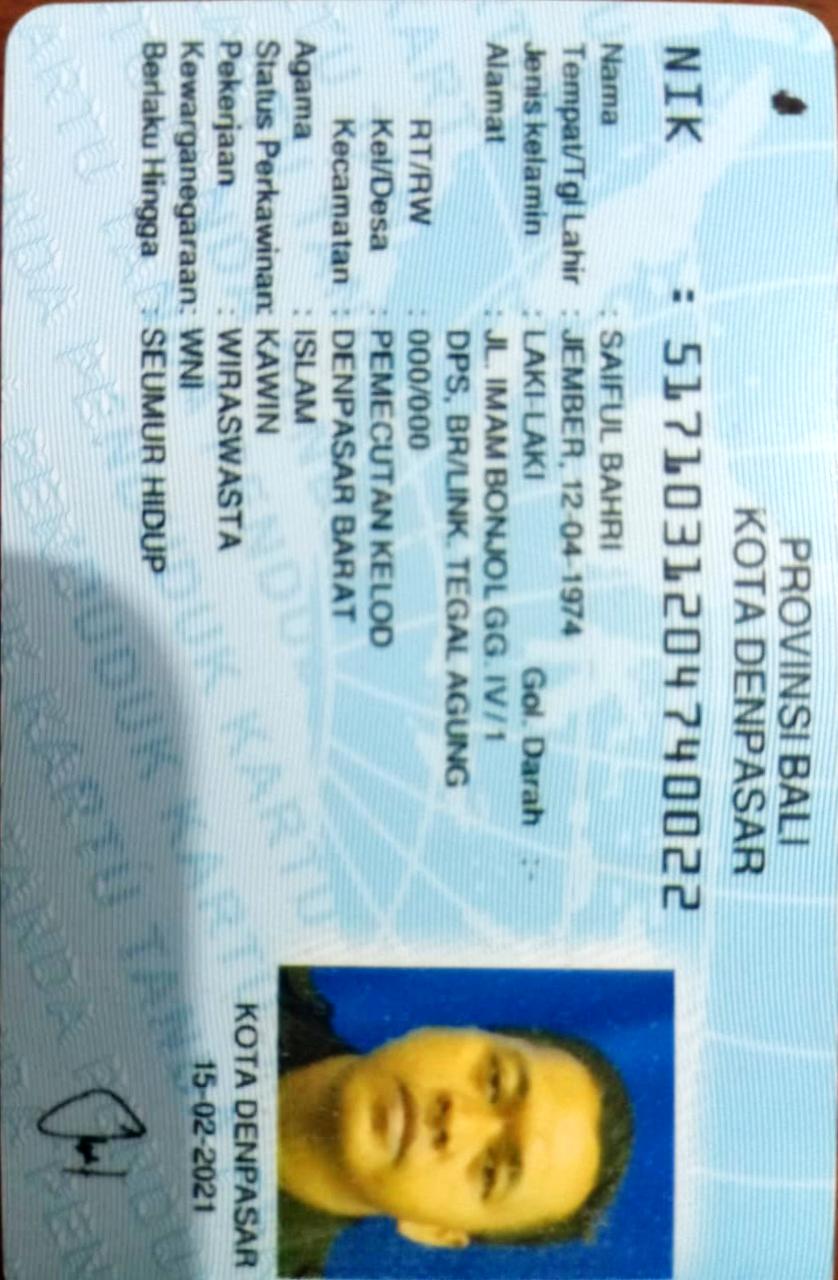 PROVINSI BALI
KOTA DENPASAR
NIK : 5171031204740022
Nama : SAIFUL BAHRI
Tempat/Tgl Lahir : JEMBER, 12-04-1974
Jenis kelamin : LAKI-LAKI Gol. Darah :-
Alamat : JL. IMAM BONJOL GG. IV/1
DPS, BR/LINK. TEGAL AGUNG
RT/RW : 000/000
Kel/Desa : PEMECUTAN KELOD
Kecamatan : DENPASAR BARAT
Agama : ISLAM
Status Perkawinan: KAWIN
Pekerjaan : WIRASWASTA
Kewarganegaraan: WNI
Berlaku Hingga : SEUMUR HIDUP
KOTA DENPASAR
15-02-2021